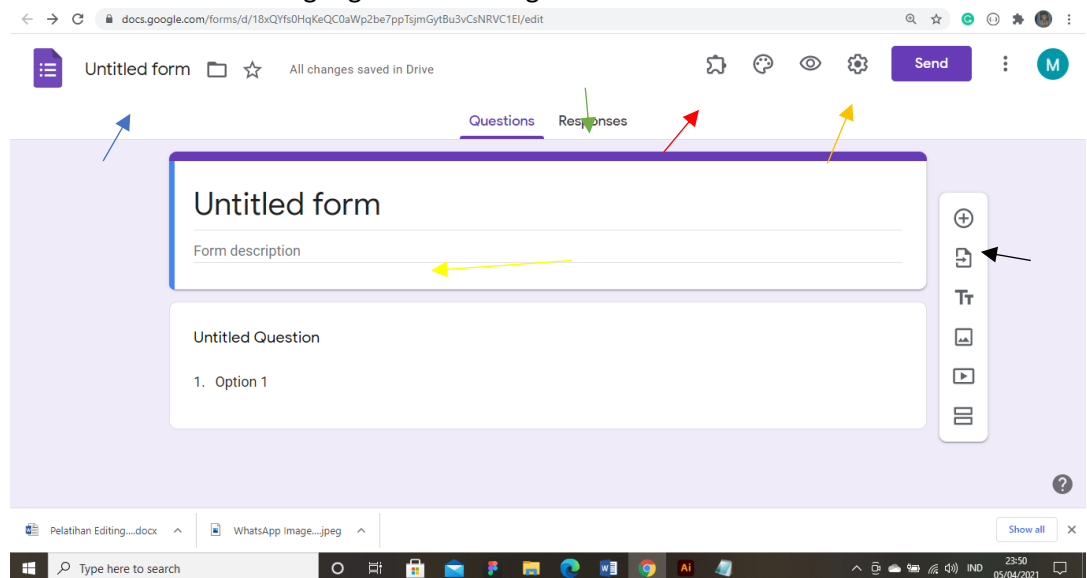 docs.google.com/forms/d/18xQYfs0HqKeQC0aWp2be7ppTsjmGytBu3vCsNRVC1EI/edit
Untitled form All changes saved in Drive Send M
Questions Responses
Untitled form
Form description
Tт
Untitled Question
1. Option 1
Pelatihan Editing....docx WhatsApp Image....jpeg Show all
Type here to search Ai IND 23:50
05/04/2021